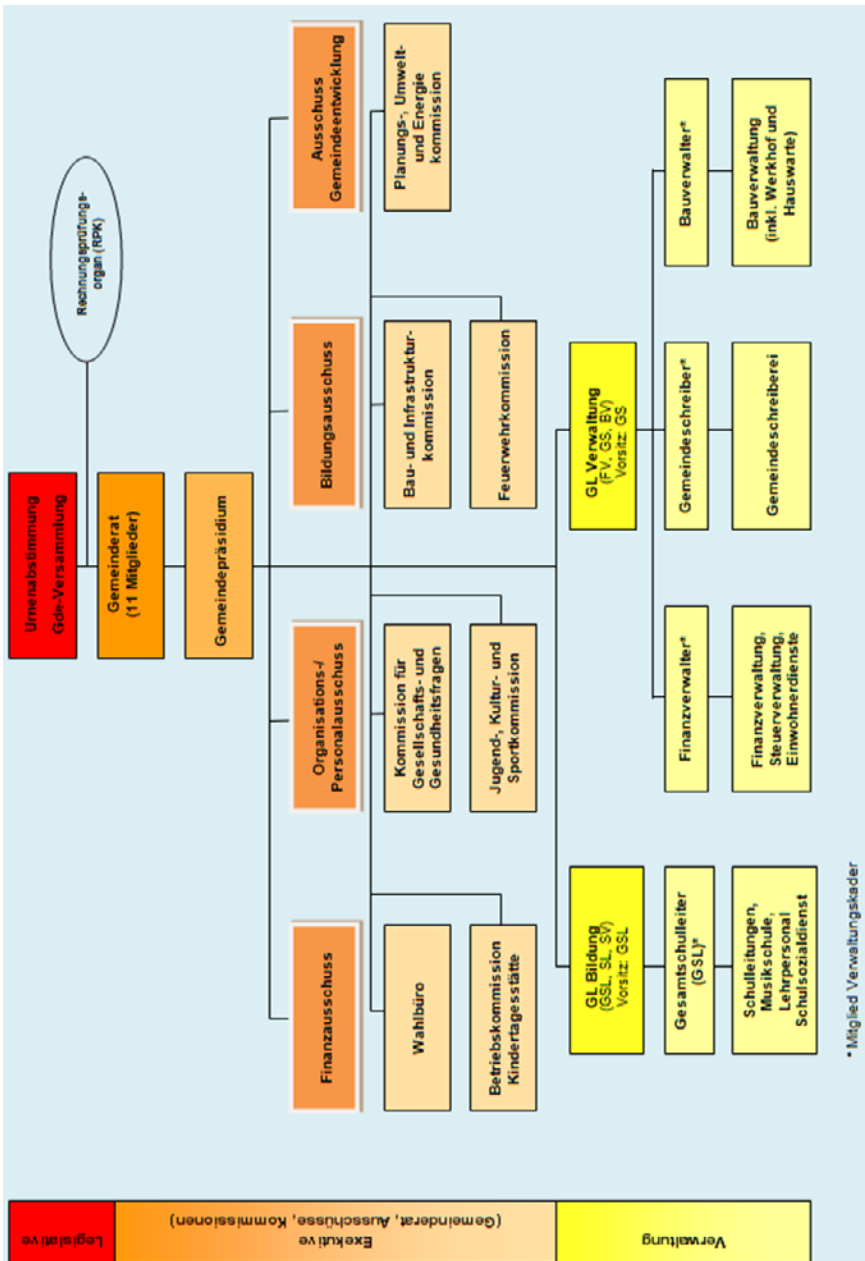 Urnenabstimmung
Gde-Versammlung
Rechnungsprüfungs-
organ (RPK)
Gemeinderat
(11 Mitglieder)
Gemeindepräsidium
Finanzausschuss
Organisations-/
Personalausschuss
Bildungsausschuss
Ausschuss
Gemeindeentwicklung
Wahlbüro
Kommission für
Gesellschafts- und
Gesundheitsfragen
Bau- und Infrastruktur-
kommission
Planungs-, Umwelt-
und Energie
kommission
Betriebskommission
Kindertagesstätte
Jugend-, Kultur- und
Sportkommission
Feuerwehrkommission
GL Bildung
(GSL, SL, SV)
Vorsitz: GSL
GL Verwaltung
(FV, GS, BV)
Vorsitz: GS
Gesamtschulleiter
(GSL)*
Finanzverwalter*
Gemeindeschreiber*
Bauverwalter*
Schulleitungen,
Musikschule,
Lehrpersonal
Schulsozialdienst
Finanzverwaltung,
Steuerverwaltung,
Einwohnerdienste
Gemeindeschreiberei
Bauverwaltung
(inkl. Werkhof und
Hauswarte)
* Mitglied Verwaltungskader
Legislative
Exekutive
(Gemeinderat, Ausschüsse, Kommissionen)
Verwaltung